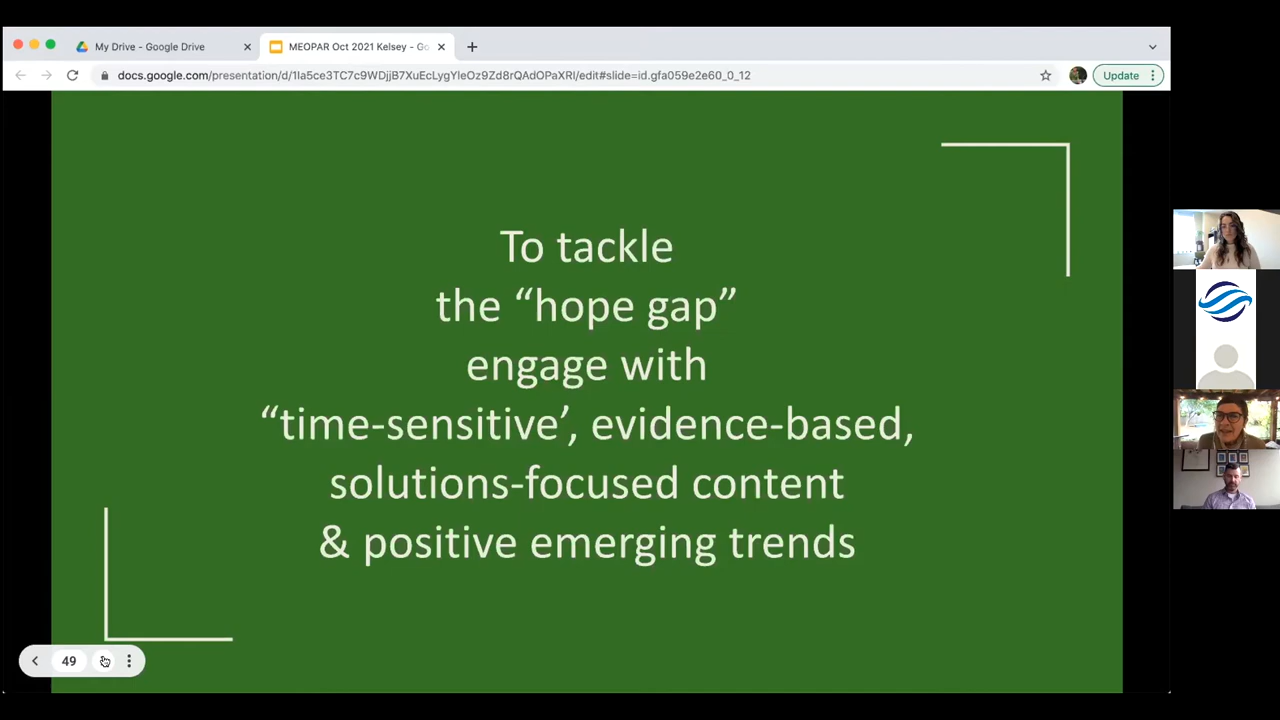 My Drive - Google Drive
MEOPAR Oct 2021 Kelsey - Go
docs.google.com/presentation/d/1Ia5ce3TC7c9WDjjB7XuEcLygYleOz9Zd8rQAdOPaXRI/edit#slide=id.gfa059e2e60_0_12
Update
To tackle
the “hope gap”
engage with
“time-sensitive’, evidence-based,
solutions-focused content
& positive emerging trends
49